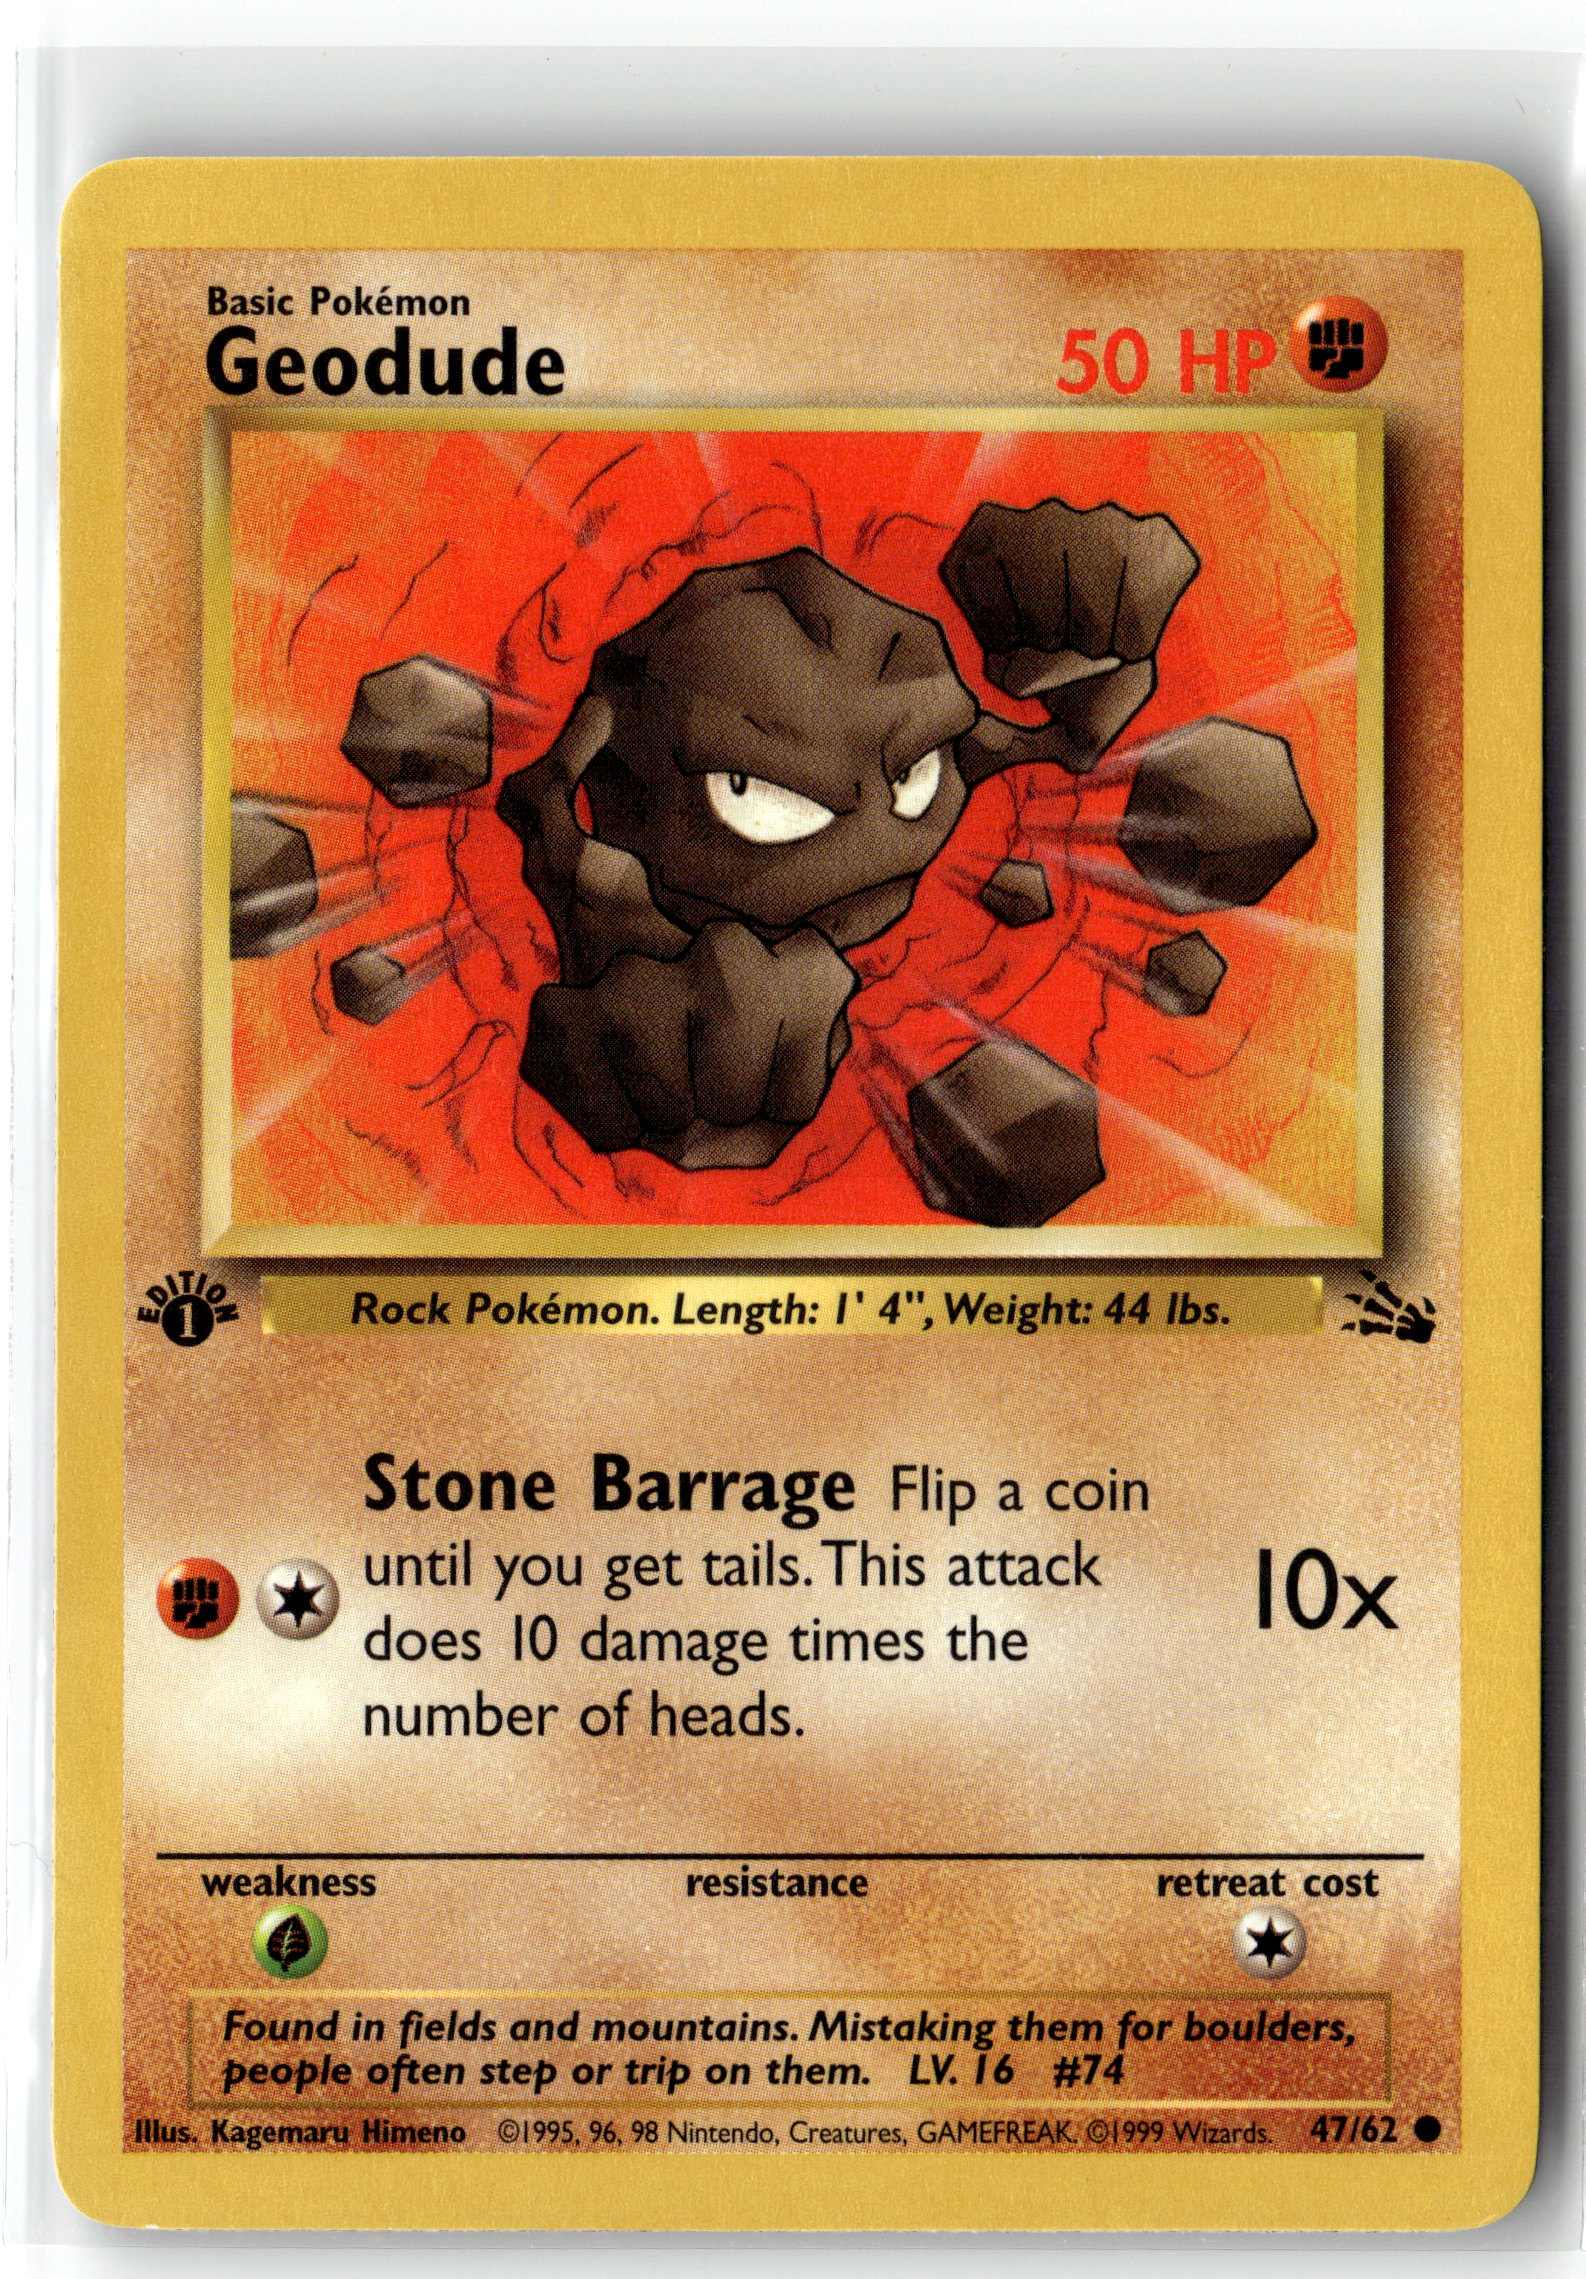 Basic Pokémon
Geodude
50 HP
EDITION
1
Rock Pokémon. Length: 1' 4", Weight: 44 lbs.
Stone Barrage Flip a coin
until you get tails. This attack
does 10 damage times the
number of heads.
10x
weakness resistance retreat cost
Found in fields and mountains. Mistaking them for boulders,
people often step or trip on them. LV. 16 #74
Illus. Kagemaru Himeno ©1995, 96, 98 Nintendo, Creatures, GAMEFREAK. ©1999 Wizards. 47/62